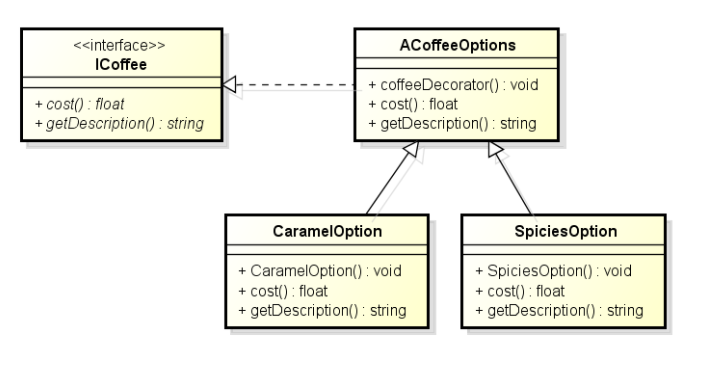 <<interface>>
ICoffee
+ cost() : float
+ getDescription() : string
ACoffeeOptions
+ coffeeDecorator() : void
+ cost() : float
+ getDescription() : string
CaramelOption
+ CaramelOption() : void
+ cost() : float
+ getDescription() : string
SpiciesOption
+ SpiciesOption() : void
+ cost() : float
+ getDescription() : string